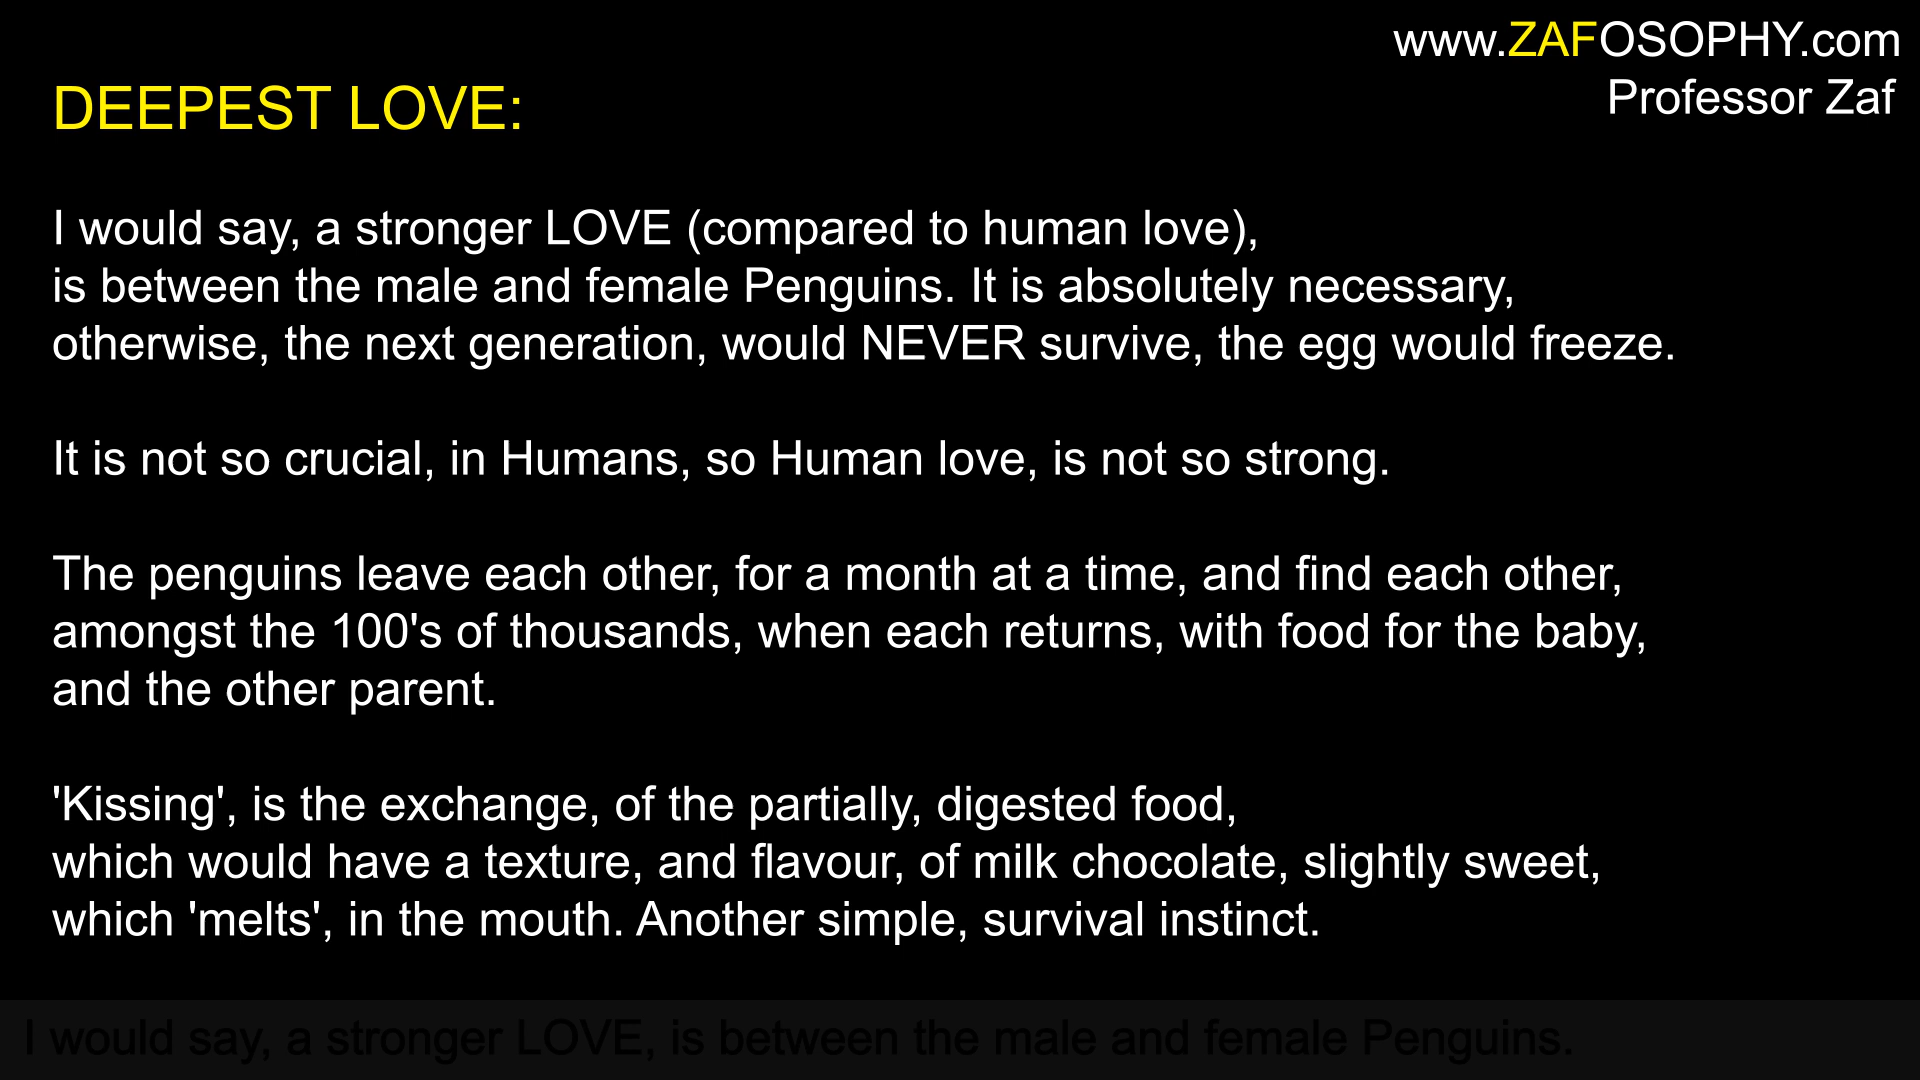 www.ZAFOSOPHY.com
Professor Zaf
DEEPEST LOVE:
I would say, a stronger LOVE (compared to human love),
is between the male and female Penguins. It is absolutely necessary,
otherwise, the next generation, would NEVER survive, the egg would freeze.
It is not so crucial, in Humans, so Human love, is not so strong.
The penguins leave each other, for a month at a time, and find each other,
amongst the 100's of thousands, when each returns, with food for the baby,
and the other parent.
'Kissing', is the exchange, of the partially, digested food,
which would have a texture, and flavour, of milk chocolate, slightly sweet,
which 'melts', in the mouth. Another simple, survival instinct.
I would say, a stronger LOVE, is between the male and female Penguins.